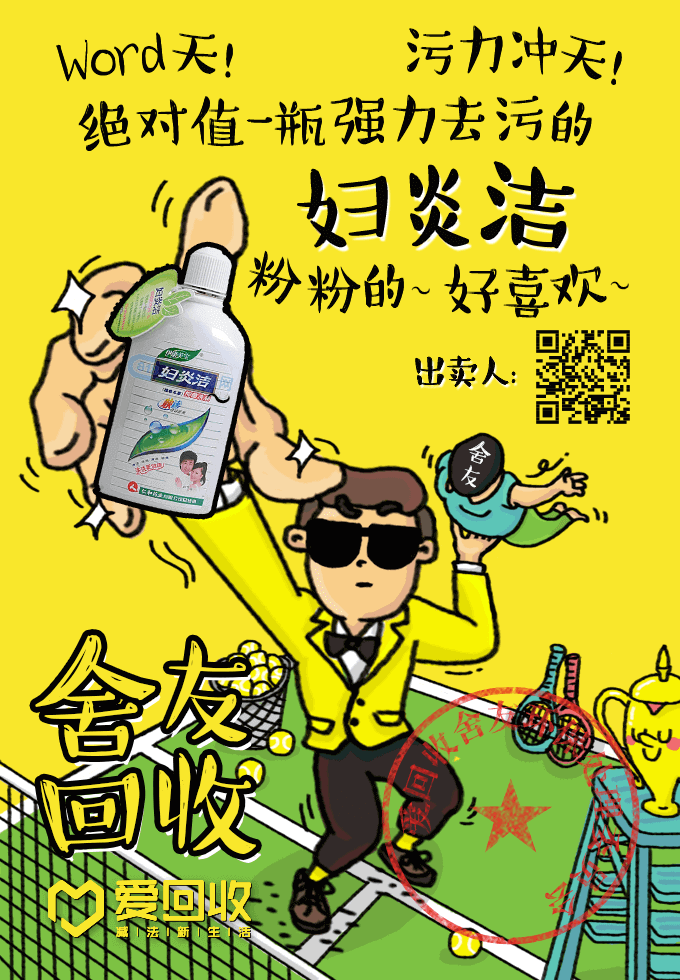 Word天!
污力冲天!
绝对值一瓶强力去污的
妇炎洁
粉粉的~好喜欢~
出卖人:
妇炎洁
舍友
舍友
回收
爱回收
减法新生活